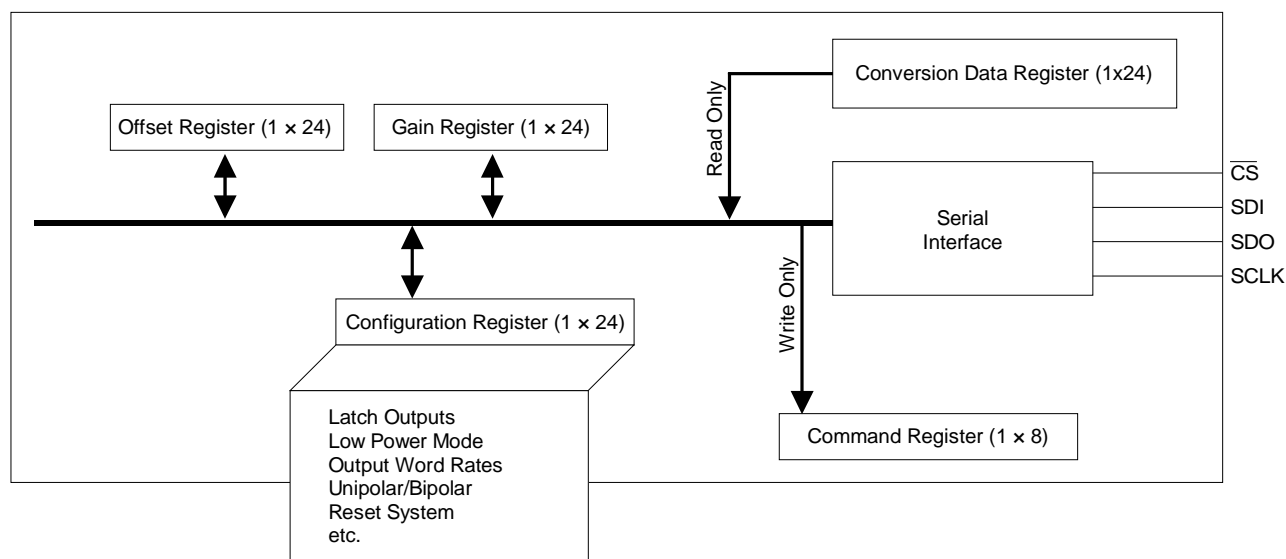 Conversion Data Register (1x24)
Offset Register (1 × 24)
Gain Register (1 × 24)
Read Only
Serial
Interface
CS
SDI
SDO
SCLK
Configuration Register (1 × 24)
Write Only
Latch Outputs
Low Power Mode
Output Word Rates
Unipolar/Bipolar
Reset System
etc.
Command Register (1 × 8)